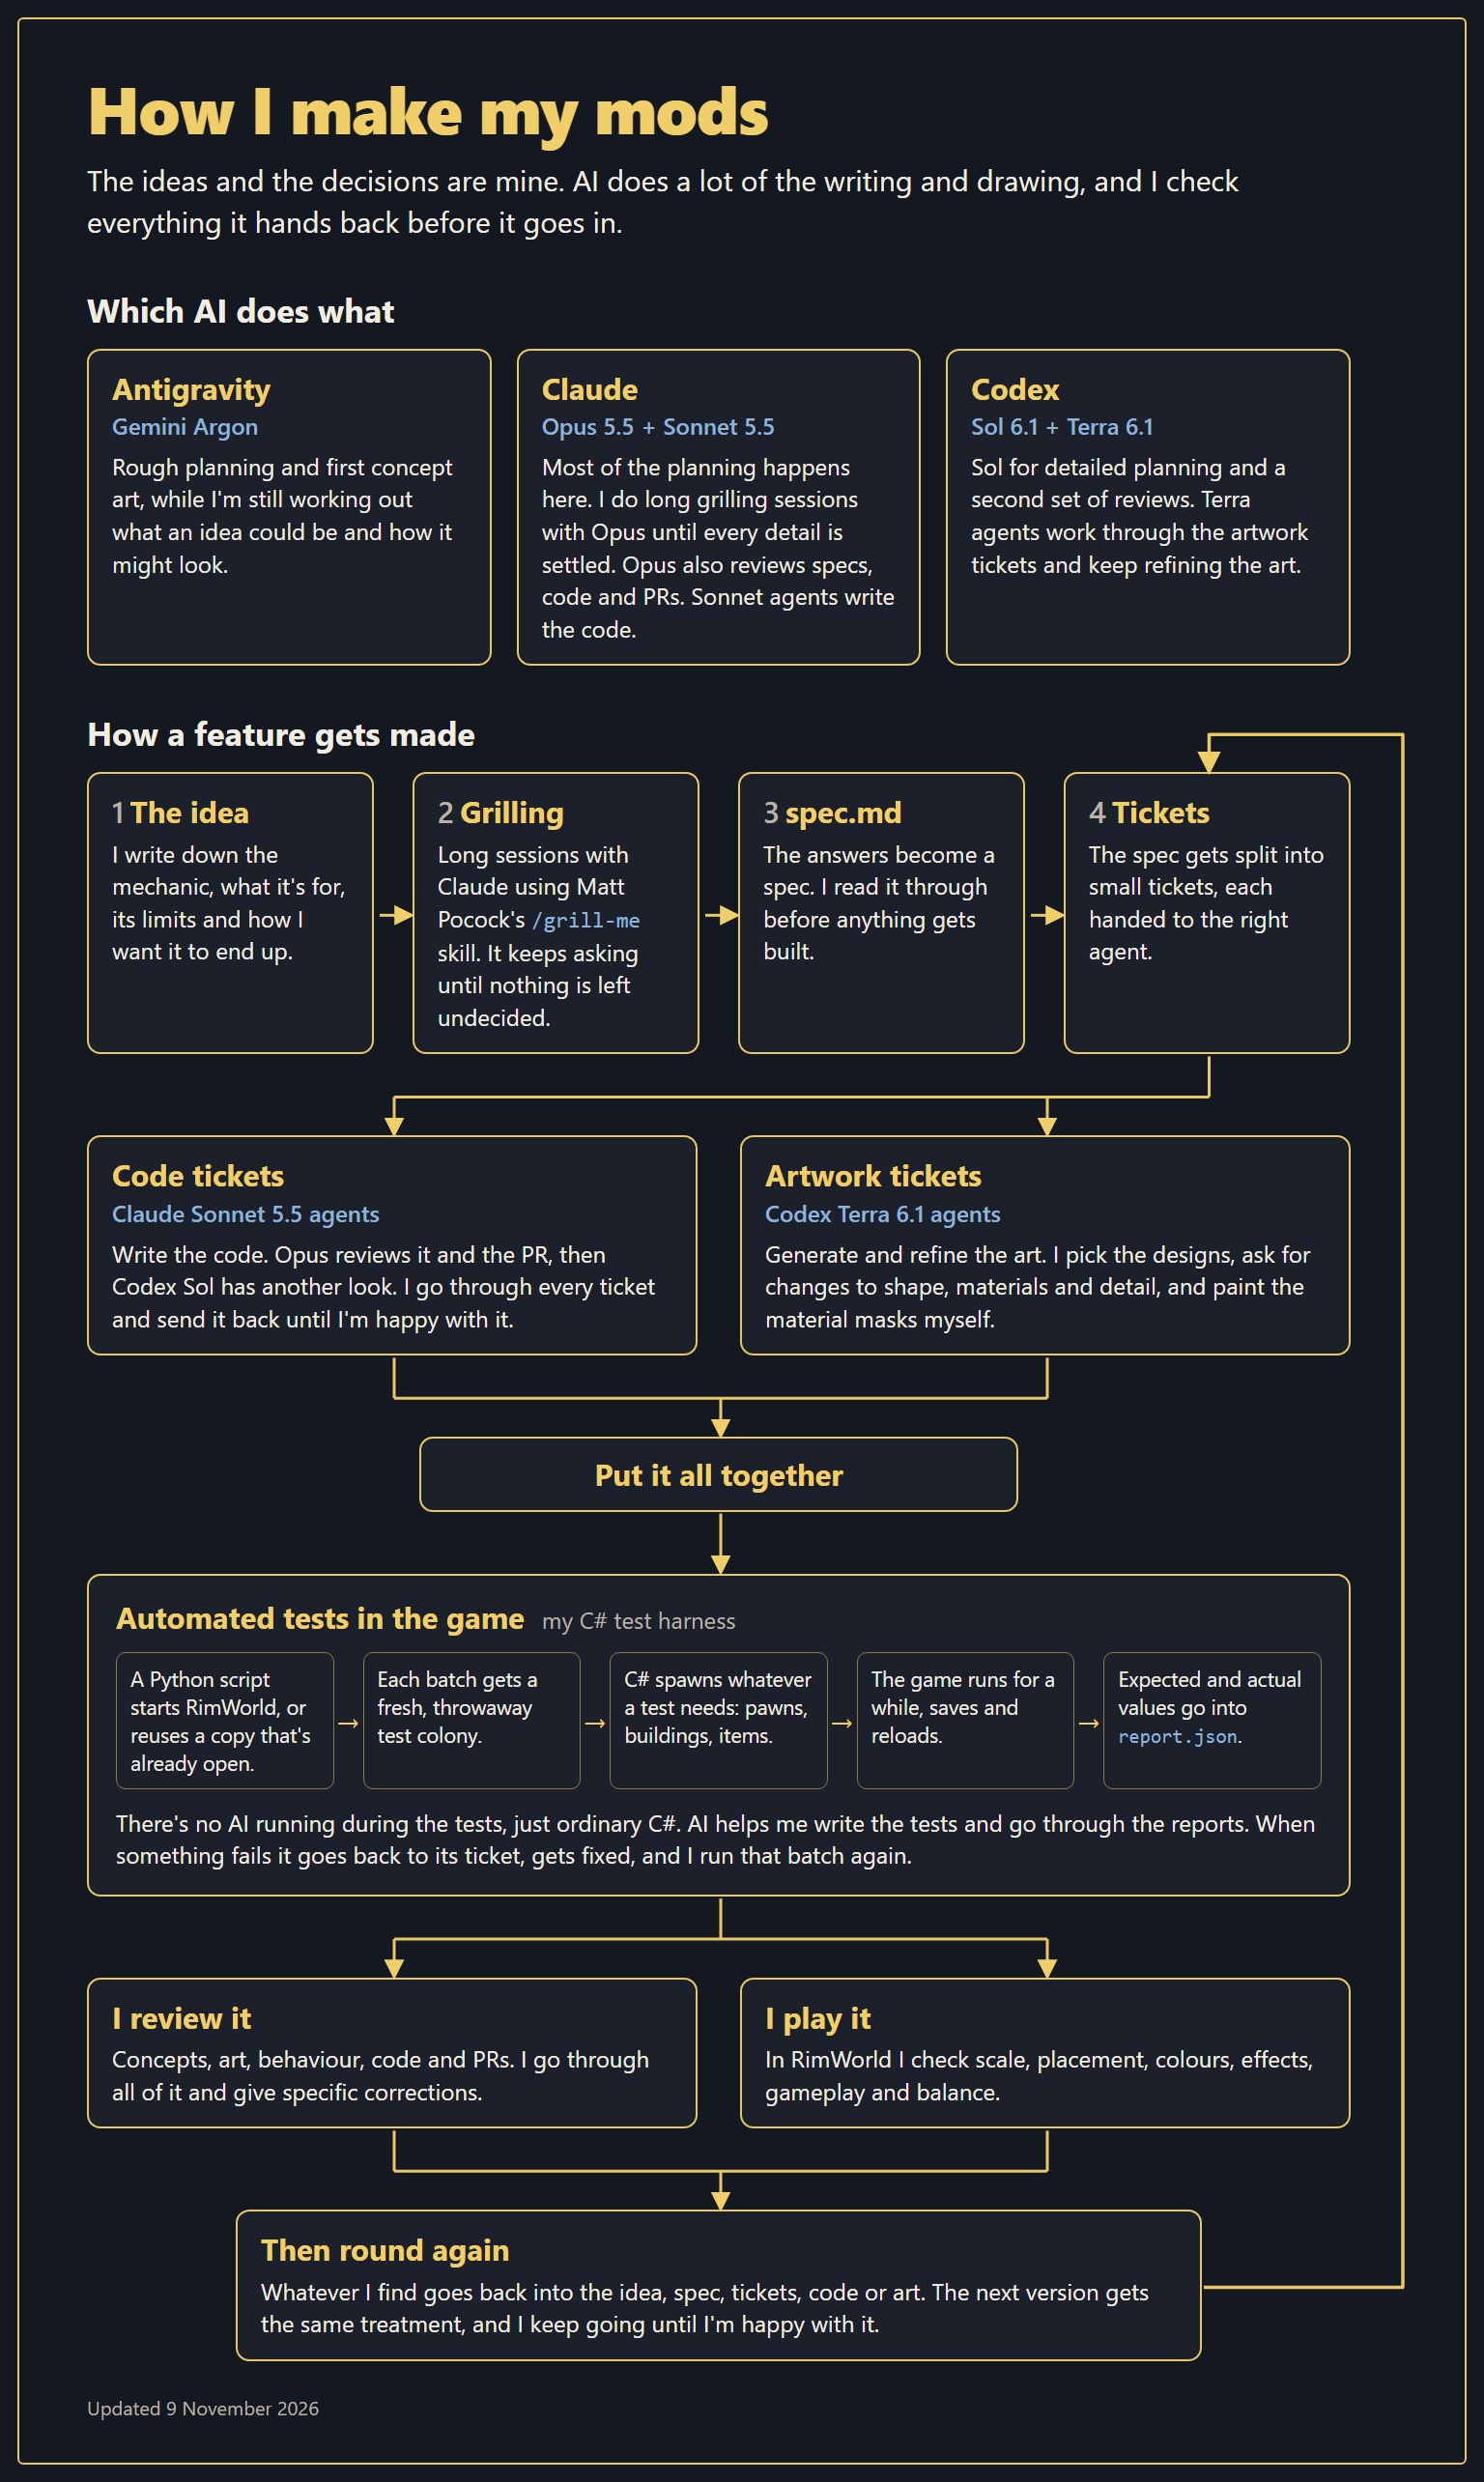 How I make my mods
The ideas and the decisions are mine. AI does a lot of the writing and drawing, and I check
everything it hands back before it goes in.
Which AI does what
Antigravity
Gemini Argon
Rough planning and first concept
art, while I'm still working out
what an idea could be and how it
might look.
Claude
Opus 5.5 + Sonnet 5.5
Most of the planning happens
here. I do long grilling sessions
with Opus until every detail is
settled. Opus also reviews specs,
code and PRs. Sonnet agents write
the code.
Codex
Sol 6.1 + Terra 6.1
Sol for detailed planning and a
second set of reviews. Terra
agents work through the artwork
tickets and keep refining the art.
How a feature gets made
1 The idea
I write down the
mechanic, what it's for,
its limits and how I
want it to end up.
2 Grilling
Long sessions with
Claude using Matt
Pocock's /grill-me
skill. It keeps asking
until nothing is left
undecided.
3 spec.md
The answers become a
spec. I read it through
before anything gets
built.
4 Tickets
The spec gets split into
small tickets, each
handed to the right
agent.
Code tickets
Claude Sonnet 5.5 agents
Write the code. Opus reviews it and the PR, then
Codex Sol has another look. I go through every ticket
and send it back until I'm happy with it.
Artwork tickets
Codex Terra 6.1 agents
Generate and refine the art. I pick the designs, ask for
changes to shape, materials and detail, and paint the
material masks myself.
Put it all together
Automated tests in the game my C# test harness
A Python script
starts RimWorld, or
reuses a copy that's
already open.
Each batch gets a
fresh, throwaway
test colony.
C# spawns whatever
a test needs: pawns,
buildings, items.
The game runs for a
while, saves and
reloads.
Expected and actual
values go into
report.json.
There's no AI running during the tests, just ordinary C#. AI helps me write the tests and go through the reports. When
something fails it goes back to its ticket, gets fixed, and I run that batch again.
I review it
Concepts, art, behaviour, code and PRs. I go through
all of it and give specific corrections.
I play it
In RimWorld I check scale, placement, colours, effects,
gameplay and balance.
Then round again
Whatever I find goes back into the idea, spec, tickets, code or art. The next version gets
the same treatment, and I keep going until I'm happy with it.
Updated 9 November 2026